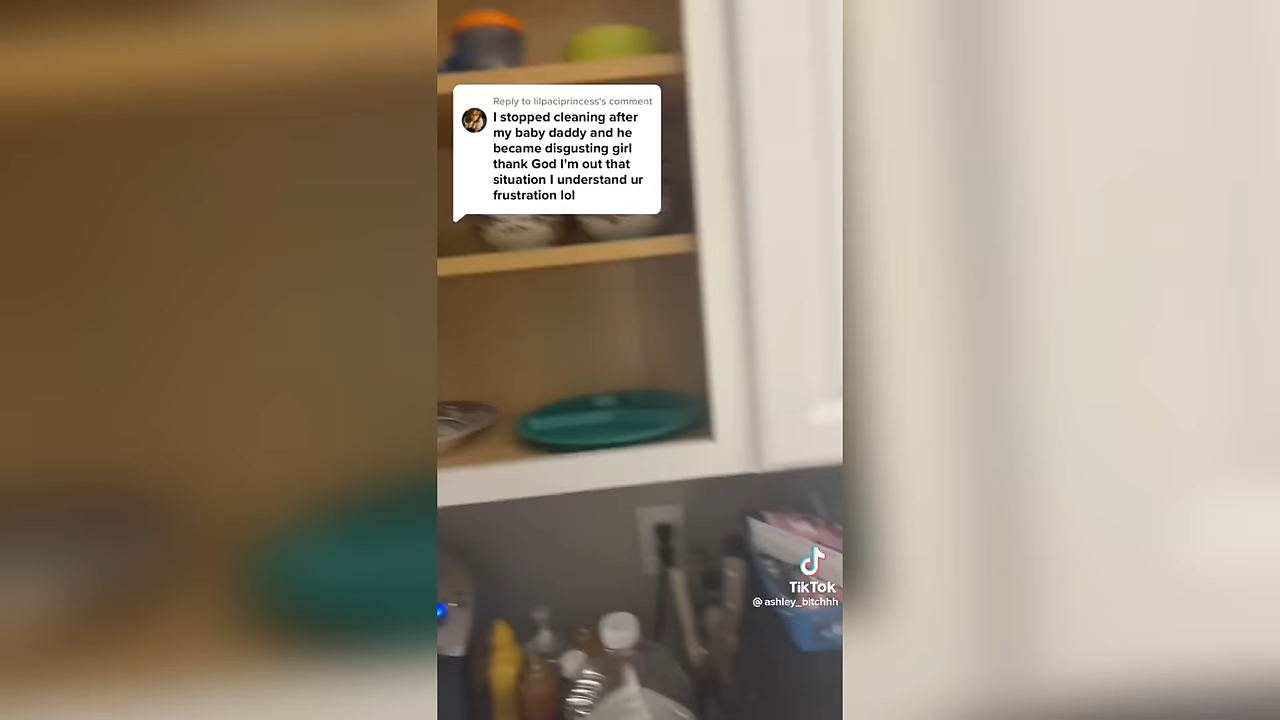 Reply to lilpaciprincess's comment
I stopped cleaning after
my baby daddy and he
became disgusting girl
thank God I'm out that
situation I understand ur
frustration lol
TikTok
@ashley_bitchhh